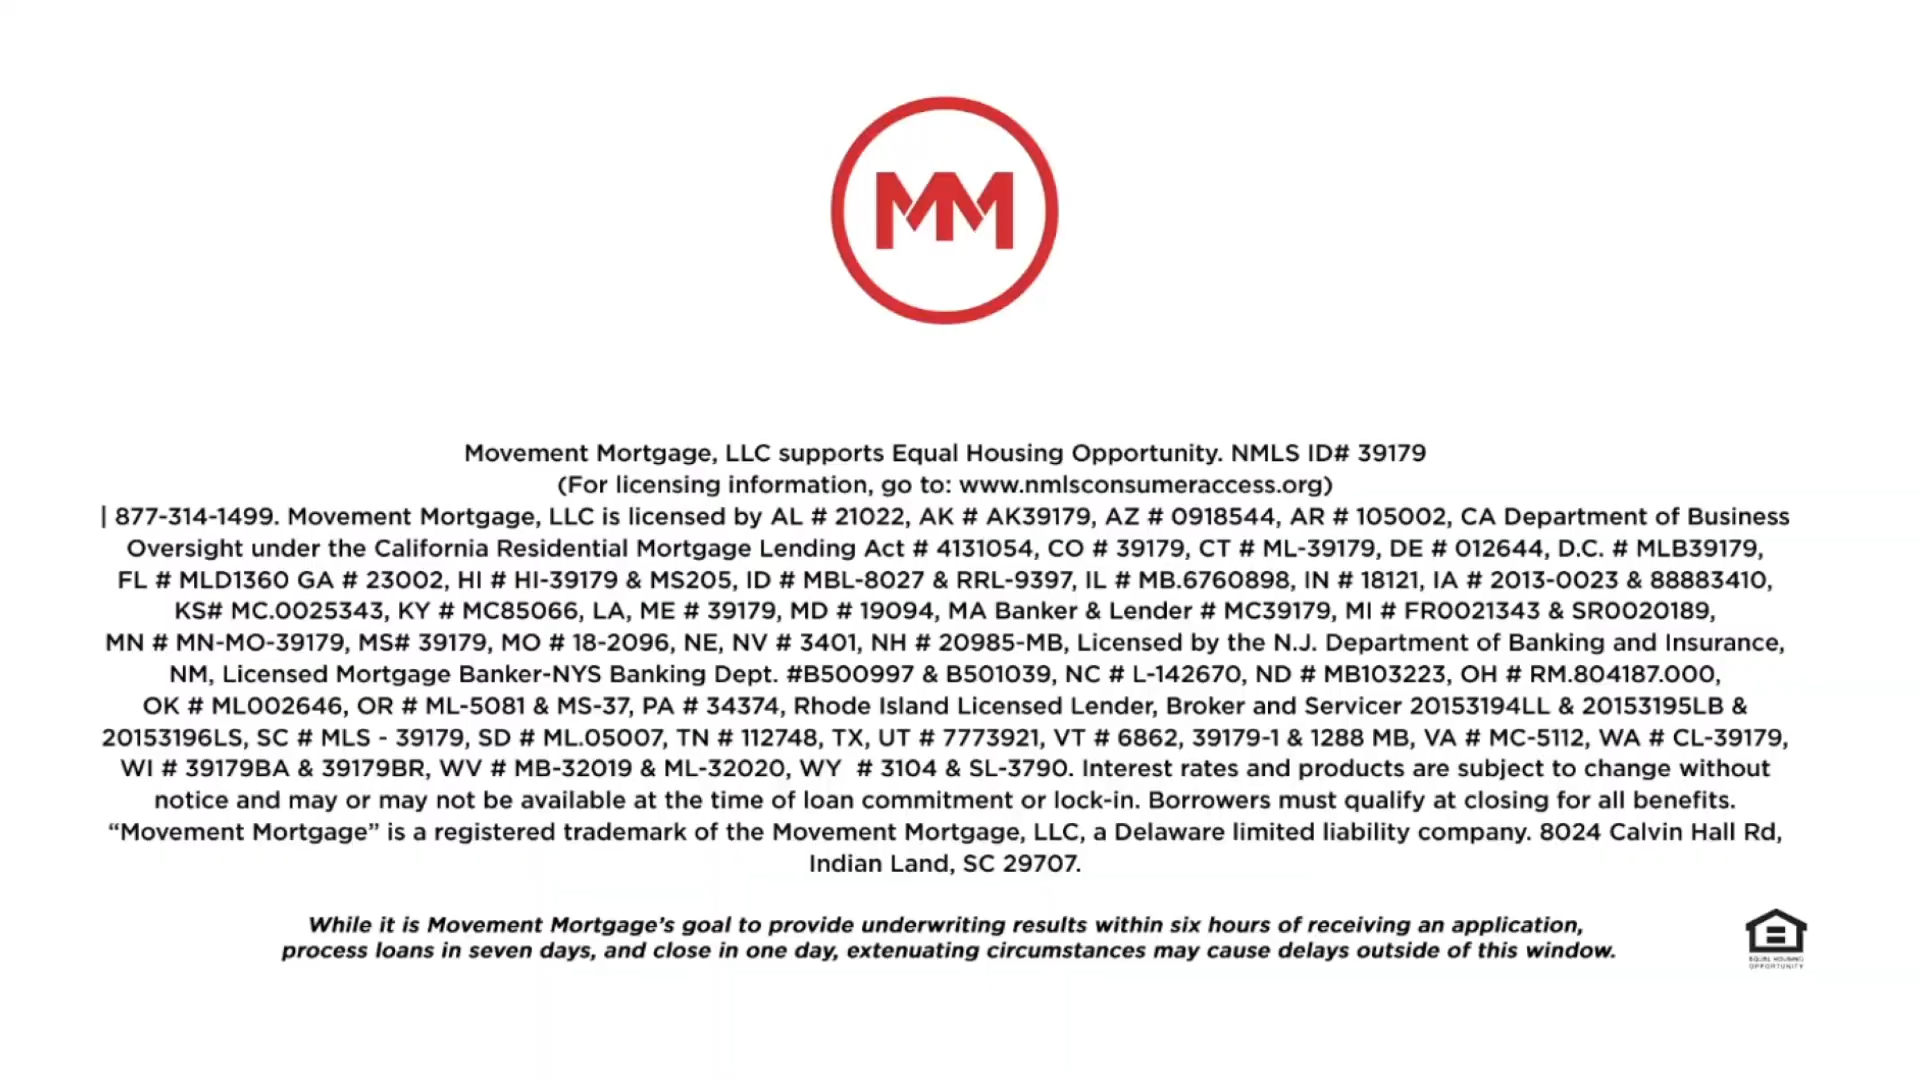 MM
Movement Mortgage, LLC supports Equal Housing Opportunity. NMLS ID# 39179
(For licensing information, go to: www.nmlsconsumeraccess.org)
| 877-314-1499. Movement Mortgage, LLC is licensed by AL # 21022, AK # AK39179, AZ # 0918544, AR # 105002, CA Department of Business
Oversight under the California Residential Mortgage Lending Act # 4131054, CO # 39179, CT # ML-39179, DE # 012644, D.C. # MLB39179,
FL # MLD1360 GA # 23002, HI # HI-39179 & MS205, ID # MBL-8027 & RRL-9397, IL # MB.6760898, IN # 18121, IA # 2013-0023 & 88883410,
KS# MC.0025343, KY # MC85066, LA, ME # 39179, MD # 19094, MA Banker & Lender # MC39179, MI # FR0021343 & SR0020189,
MN # MN-MO-39179, MS# 39179, MO # 18-2096, NE, NV # 3401, NH # 20985-MB, Licensed by the N.J. Department of Banking and Insurance,
NM, Licensed Mortgage Banker-NYS Banking Dept. #B500997 & B501039, NC # L-142670, ND # MB103223, OH # RM.804187.000,
OK # ML002646, OR # ML-5081 & MS-37, PA # 34374, Rhode Island Licensed Lender, Broker and Servicer 20153194LL & 20153195LB &
20153196LS, SC # MLS - 39179, SD # ML.05007, TN # 112748, TX, UT # 7773921, VT # 6862, 39179-1 & 1288 MB, VA # MC-5112, WA # CL-39179,
WI # 39179BA & 39179BR, WV # MB-32019 & ML-32020, WY  # 3104 & SL-3790. Interest rates and products are subject to change without
notice and may or may not be available at the time of loan commitment or lock-in. Borrowers must qualify at closing for all benefits.
“Movement Mortgage” is a registered trademark of the Movement Mortgage, LLC, a Delaware limited liability company. 8024 Calvin Hall Rd,
Indian Land, SC 29707.
While it is Movement Mortgage’s goal to provide underwriting results within six hours of receiving an application,
process loans in seven days, and close in one day, extenuating circumstances may cause delays outside of this window.
EQUAL HOUSING
OPPORTUNITY